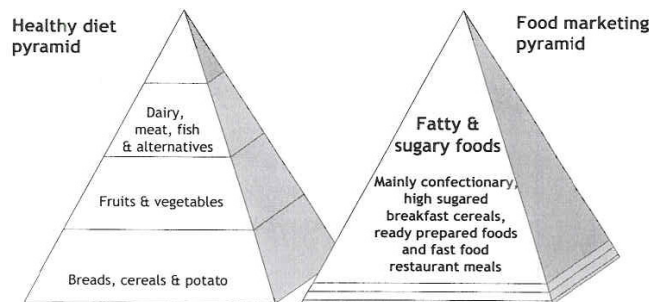 Healthy diet
pyramid
Dairy,
meat, fish
& alternatives
Fruits & vegetables
Breads, cereals & potato
Food marketing
pyramid
Fatty &
sugary foods
Mainly confectionary,
high sugared
breakfast cereals,
ready prepared foods
and fast food
restaurant meals